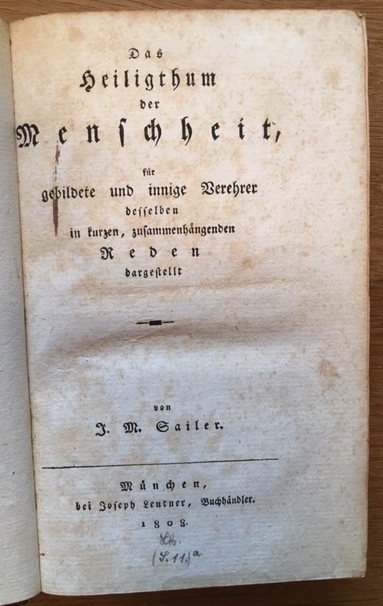 Das
Heiligthum
der
Menschheit,
für
gebildete und innige Verehrer
desselben
in kurzen, zusammenhängenden
Reden
dargestellt
von
J. M. Sailer.
München,
bei Joseph Lentner, Buchhändler.
1808.
(S.11.)a